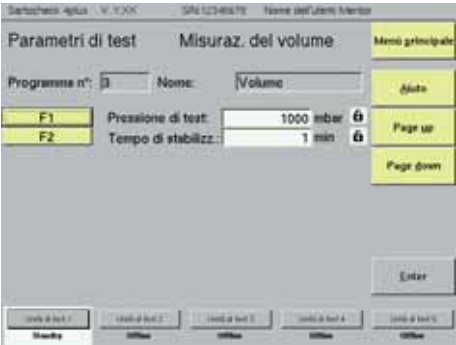 Sartocheck 4plus V.Y.XX SN:12345678 Nome dell'utente: Mentor
Parametri di test Misuraz. del volume
Menù principale
Programma n°: 3 Nome: Volume
Aiuto
F1 Pressione di test: 1000 mbar
Page up
F2 Tempo di stabilizz.: 1 min
Page down
Enter
Unità di test 1 Unità di test 2 Unità di test 3 Unità di test 4 Unità di test 5
Standby Offline Offline Offline Offline